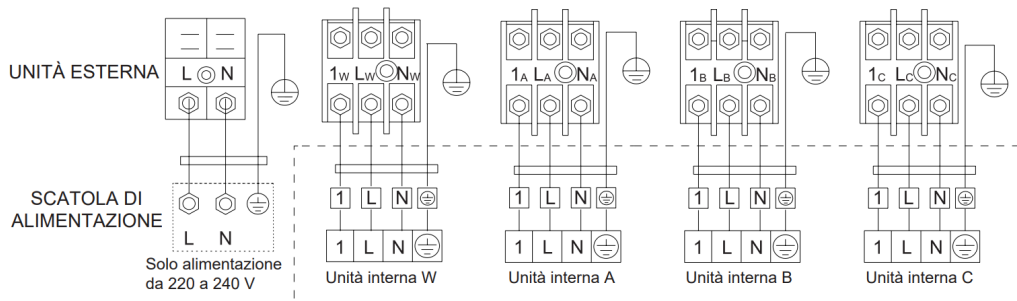 UNITÀ ESTERNA
L N
1W LW NW
1A LA NA
1B LB NB
1C LC NC
SCATOLA DI
ALIMENTAZIONE
L N
Solo alimentazione
da 220 a 240 V
1 L N
1 L N
Unità interna W
1 L N
1 L N
Unità interna A
1 L N
1 L N
Unità interna B
1 L N
1 L N
Unità interna C